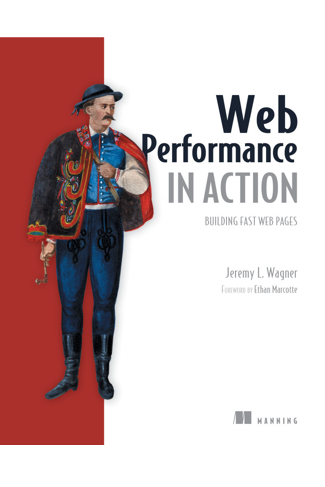 Web
Performance
IN ACTION
BUILDING FAST WEB PAGES
Jeremy L. Wagner
FOREWORD BY Ethan Marcotte
MANNING